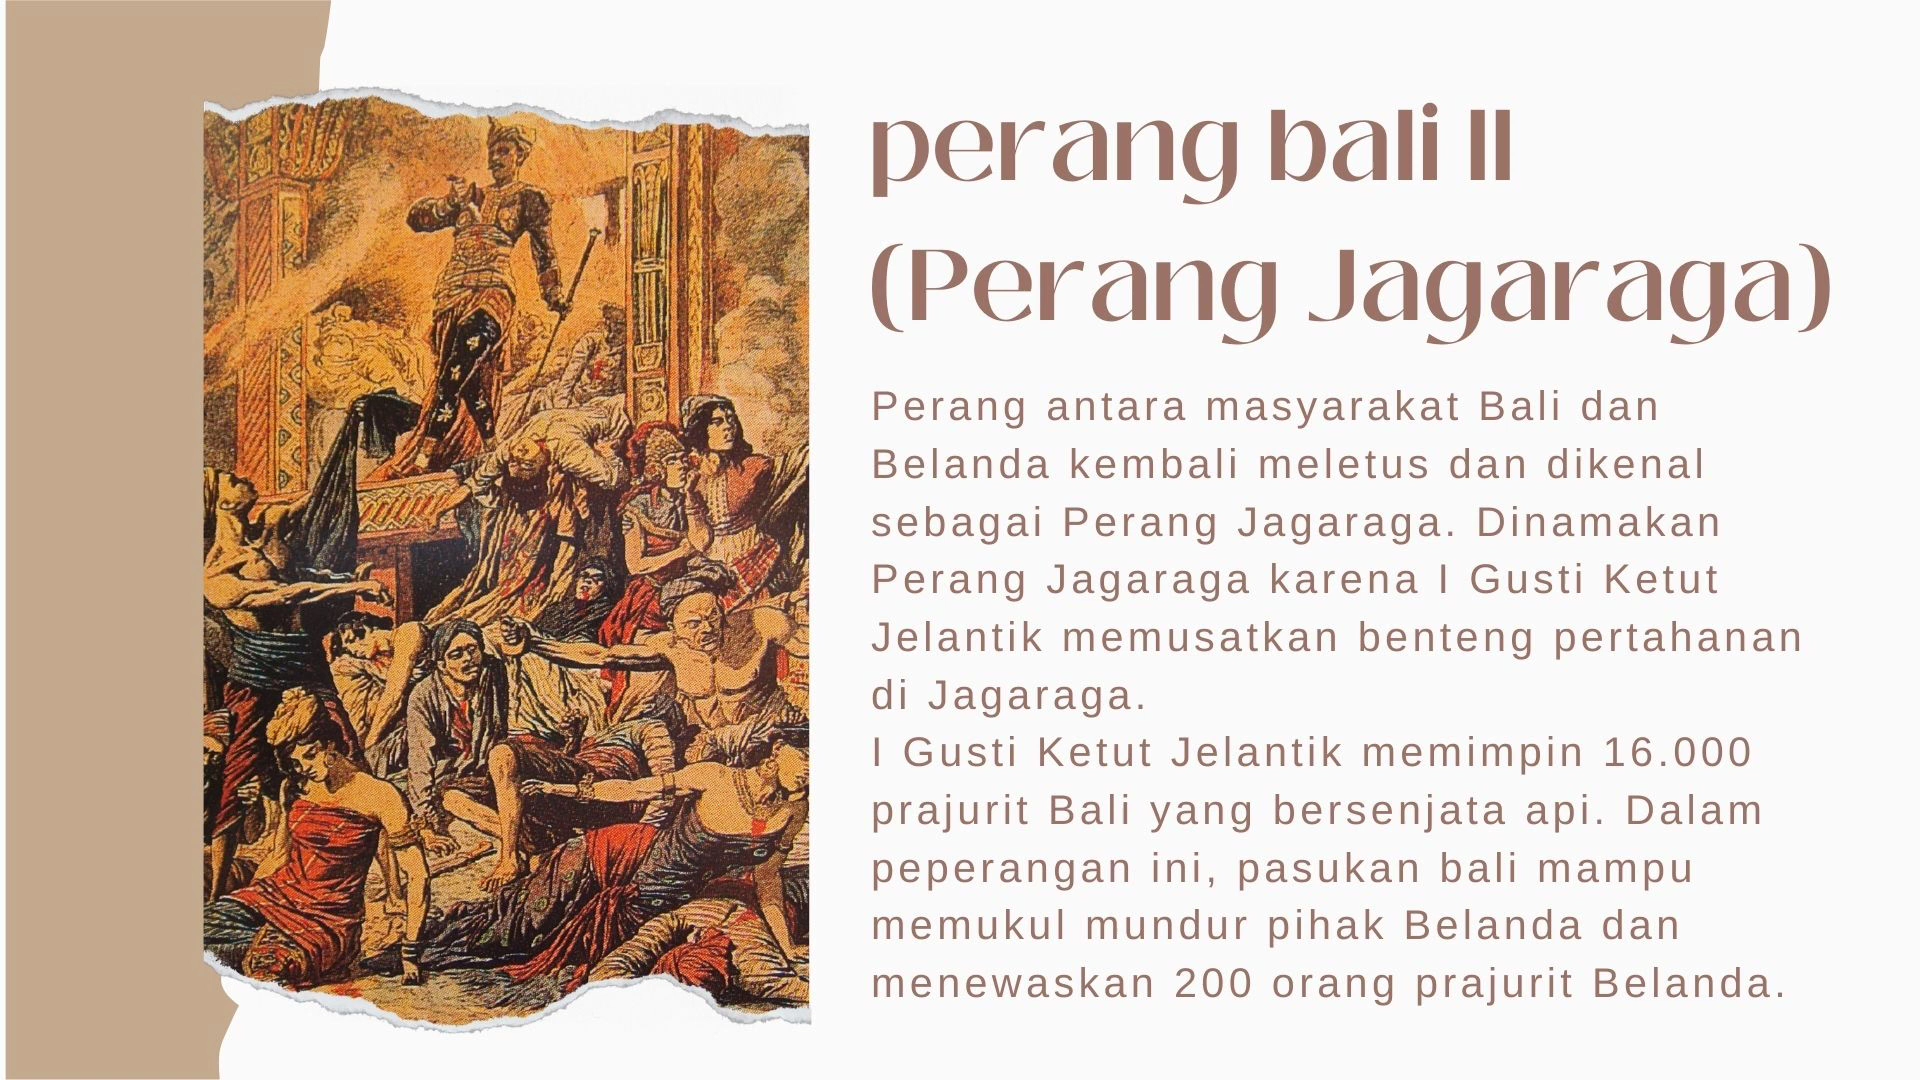 perang bali II
(Perang Jagaraga)
Perang antara masyarakat Bali dan
Belanda kembali meletus dan dikenal
sebagai Perang Jagaraga. Dinamakan
Perang Jagaraga karena I Gusti Ketut
Jelantik memusatkan benteng pertahanan
di Jagaraga.
I Gusti Ketut Jelantik memimpin 16.000
prajurit Bali yang bersenjata api. Dalam
peperangan ini, pasukan bali mampu
memukul mundur pihak Belanda dan
menewaskan 200 orang prajurit Belanda.